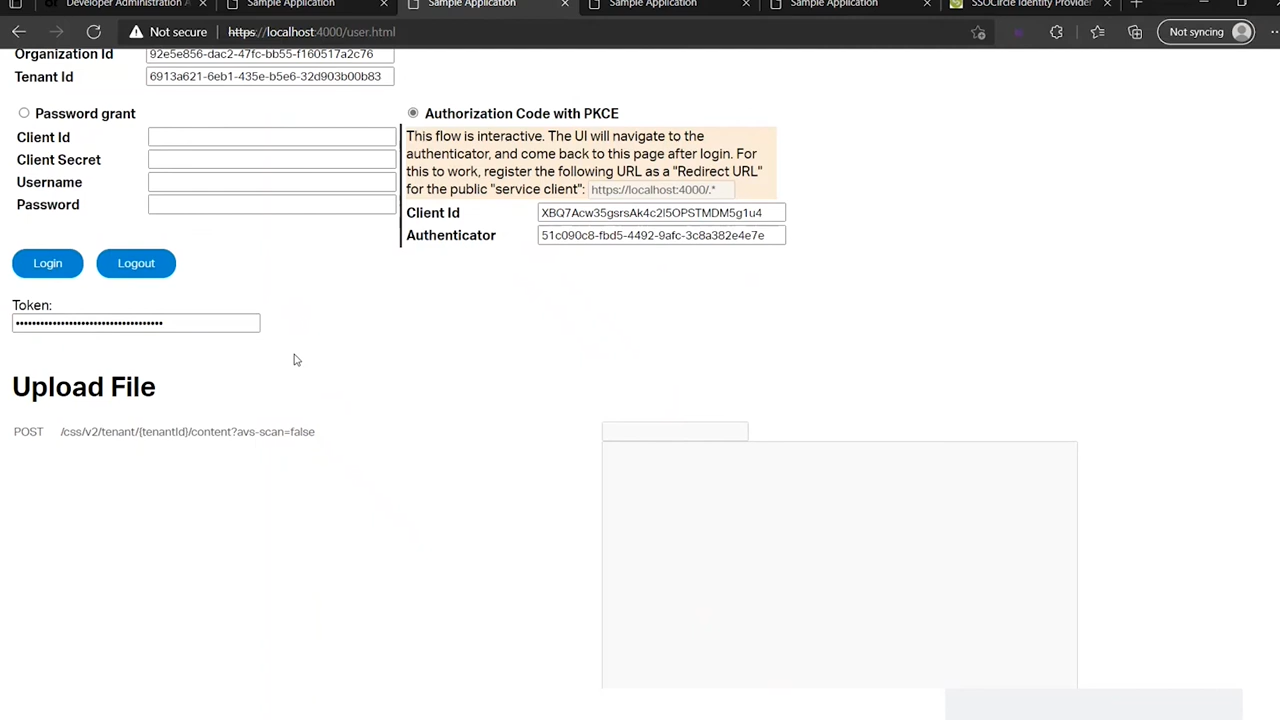 Developer Administration A
Sample Application
Sample Application
Sample Application
Sample Application
SSOCircle Identity Provider
Not secure
https://localhost:4000/user.html
Not syncing
Organization Id
92e5e856-dac2-47fc-bb55-f160517a2c76
Tenant Id
6913a621-6eb1-435e-b5e6-32d903b00b83
Password grant
Client Id
Client Secret
Username
Password
Authorization Code with PKCE
This flow is interactive. The UI will navigate to the
authenticator, and come back to this page after login. For
this to work, register the following URL as a "Redirect URL"
for the public "service client": https://localhost:4000/.*
Client Id
XBQ7Acw35gsrsAk4c2I5OPSTMDM5g1u4
Authenticator
51c090c8-fbd5-4492-9afc-3c8a382e4e7e
Login
Logout
Token:
Upload File
POST /css/v2/tenant/{tenantId}/content?avs-scan=false